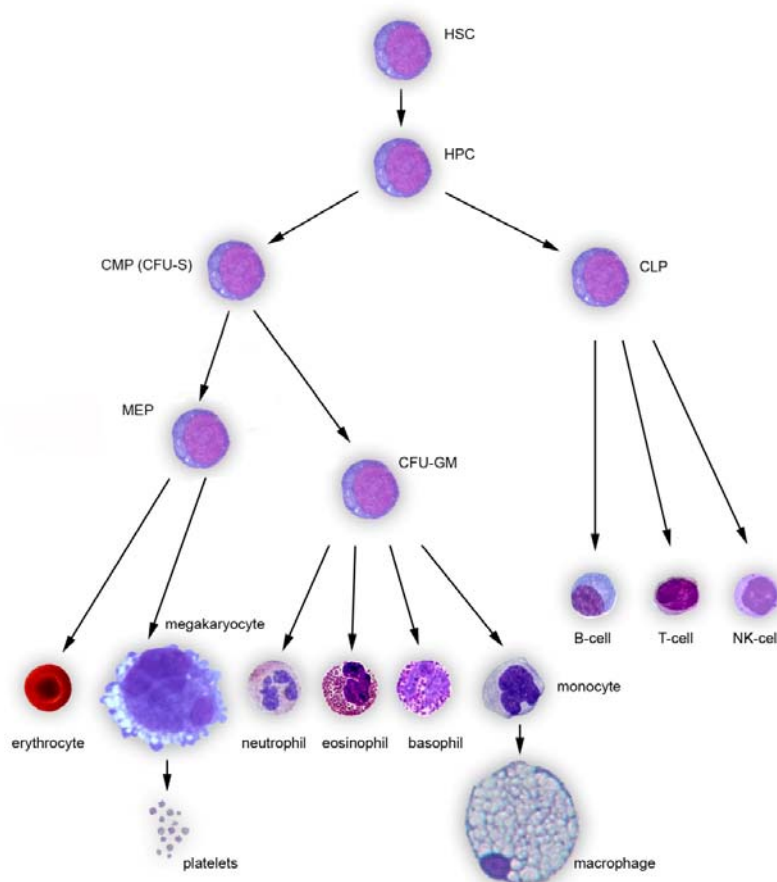 HSC
HPC
CMP (CFU-S)
CLP
MEP
CFU-GM
B-cell
T-cell
NK-cell
megakaryocyte
monocyte
erythrocyte
neutrophil
eosinophil
basophil
platelets
macrophage